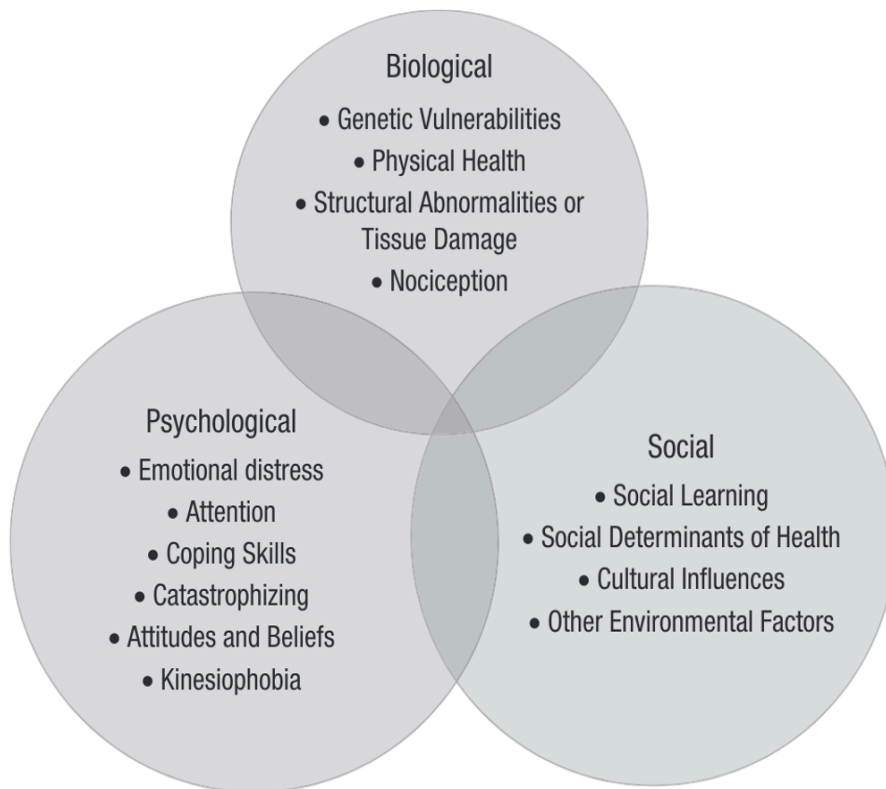 Biological
• Genetic Vulnerabilities
• Physical Health
• Structural Abnormalities or
Tissue Damage
• Nociception
Psychological
• Emotional distress
• Attention
• Coping Skills
• Catastrophizing
• Attitudes and Beliefs
• Kinesiophobia
Social
• Social Learning
• Social Determinants of Health
• Cultural Influences
• Other Environmental Factors